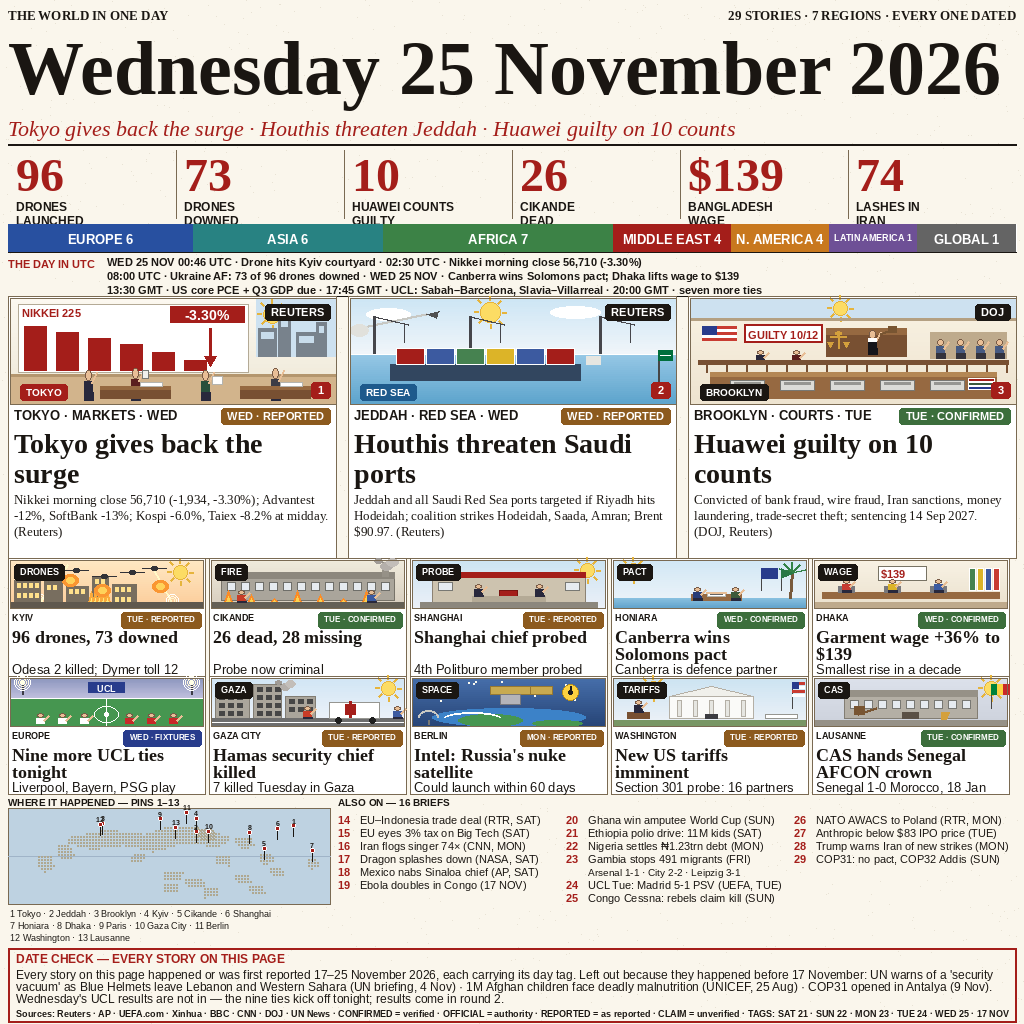 THE WORLD IN ONE DAY
29 STORIES · 7 REGIONS · EVERY ONE DATED
Wednesday 25 November 2026
Tokyo gives back the surge · Houthis threaten Jeddah · Huawei guilty on 10 counts
96
DRONES
LAUNCHED
73
DRONES
DOWNED
10
HUAWEI COUNTS
GUILTY
26
CIKANDE
DEAD
$139
BANGLADESH
WAGE
74
LASHES IN
IRAN
EUROPE 6
ASIA 6
AFRICA 7
MIDDLE EAST 4
N. AMERICA 4
LATIN AMERICA 1
GLOBAL 1
THE DAY IN UTC
WED 25 NOV 00:46 UTC · Drone hits Kyiv courtyard · 02:30 UTC · Nikkei morning close 56,710 (-3.30%)
08:00 UTC · Ukraine AF: 73 of 96 drones downed · WED 25 NOV · Canberra wins Solomons pact; Dhaka lifts wage to $139
13:30 GMT · US core PCE + Q3 GDP due · 17:45 GMT · UCL: Sabah–Barcelona, Slavia–Villarreal · 20:00 GMT · seven more ties
NIKKEI 225
-3.30%
REUTERS
TOKYO
1
TOKYO · MARKETS · WED
WED · REPORTED
Tokyo gives back the
surge
Nikkei morning close 56,710 (-1,934, -3.30%); Advantest
-12%, SoftBank -13%; Kospi -6.0%, Taiex -8.2% at midday.
(Reuters)
REUTERS
RED SEA
2
JEDDAH · RED SEA · WED
WED · REPORTED
Houthis threaten Saudi
ports
Jeddah and all Saudi Red Sea ports targeted if Riyadh hits
Hodeidah; coalition strikes Hodeidah, Saada, Amran; Brent
$90.97. (Reuters)
DOJ
GUILTY 10/12
BROOKLYN
3
BROOKLYN · COURTS · TUE
TUE · CONFIRMED
Huawei guilty on 10
counts
Convicted of bank fraud, wire fraud, Iran sanctions, money
laundering, trade-secret theft; sentencing 14 Sep 2027.
(DOJ, Reuters)
DRONES
KYIV
TUE · REPORTED
96 drones, 73 downed
Odesa 2 killed; Dymer toll 12
FIRE
CIKANDE
TUE · CONFIRMED
26 dead, 28 missing
Probe now criminal
PROBE
SHANGHAI
TUE · REPORTED
Shanghai chief probed
4th Politburo member probed
PACT
HONIARA
WED · CONFIRMED
Canberra wins
Solomons pact
Canberra is defence partner
WAGE
$139
DHAKA
WED · CONFIRMED
Garment wage +36% to
$139
Smallest rise in a decade
UCL
EUROPE
WED · FIXTURES
Nine more UCL ties
tonight
Liverpool, Bayern, PSG play
GAZA
GAZA CITY
TUE · REPORTED
Hamas security chief
killed
7 killed Tuesday in Gaza
SPACE
BERLIN
MON · REPORTED
Intel: Russia's nuke
satellite
Could launch within 60 days
TARIFFS
WASHINGTON
TUE · REPORTED
New US tariffs
imminent
Section 301 probe: 16 partners
CAS
LAUSANNE
TUE · CONFIRMED
CAS hands Senegal
AFCON crown
Senegal 1-0 Morocco, 18 Jan
WHERE IT HAPPENED — PINS 1–13
1 Tokyo · 2 Jeddah · 3 Brooklyn · 4 Kyiv · 5 Cikande · 6 Shanghai
7 Honiara · 8 Dhaka · 9 Paris · 10 Gaza City · 11 Berlin
12 Washington · 13 Lausanne
ALSO ON — 16 BRIEFS
14 EU–Indonesia trade deal (RTR, SAT)
15 EU eyes 3% tax on Big Tech (SAT)
16 Iran flogs singer 74× (CNN, MON)
17 Dragon splashes down (NASA, SAT)
18 Mexico nabs Sinaloa chief (AP, SAT)
19 Ebola doubles in Congo (17 NOV)
20 Ghana win amputee World Cup (SUN)
21 Ethiopia polio drive: 11M kids (SAT)
22 Nigeria settles ₦1.23trn debt (MON)
23 Gambia stops 491 migrants (FRI)
Arsenal 1-1 · City 2-2 · Leipzig 3-1
24 UCL Tue: Madrid 5-1 PSV (UEFA, TUE)
25 Congo Cessna: rebels claim kill (SUN)
26 NATO AWACS to Poland (RTR, MON)
27 Anthropic below $83 IPO price (TUE)
28 Trump warns Iran of new strikes (MON)
29 COP31: no pact, COP32 Addis (SUN)
DATE CHECK — EVERY STORY ON THIS PAGE
Every story on this page happened or was first reported 17–25 November 2026, each carrying its day tag. Left out because they happened before 17 November: UN warns of a 'security
vacuum' as Blue Helmets leave Lebanon and Western Sahara (UN briefing, 4 Nov) · 1M Afghan children face deadly malnutrition (UNICEF, 25 Aug) · COP31 opened in Antalya (9 Nov).
Wednesday's UCL results are not in — the nine ties kick off tonight; results come in round 2.
Sources: Reuters · AP · UEFA.com · Xinhua · BBC · CNN · DOJ · UN News · CONFIRMED = verified · OFFICIAL = authority · REPORTED = as reported · CLAIM = unverified · TAGS: SAT 21 · SUN 22 · MON 23 · TUE 24 · WED 25 · 17 NOV